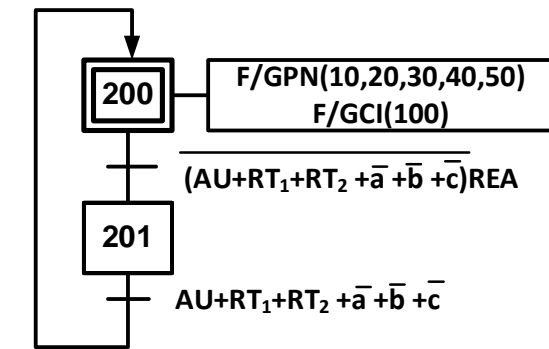 200
F/GPN(10,20,30,40,50)
F/GCI(100)
(AU+RT₁+RT₂ +a̅ +b̅ +c̅)REA
201
AU+RT₁+RT₂ +a̅ +b̅ +c̅